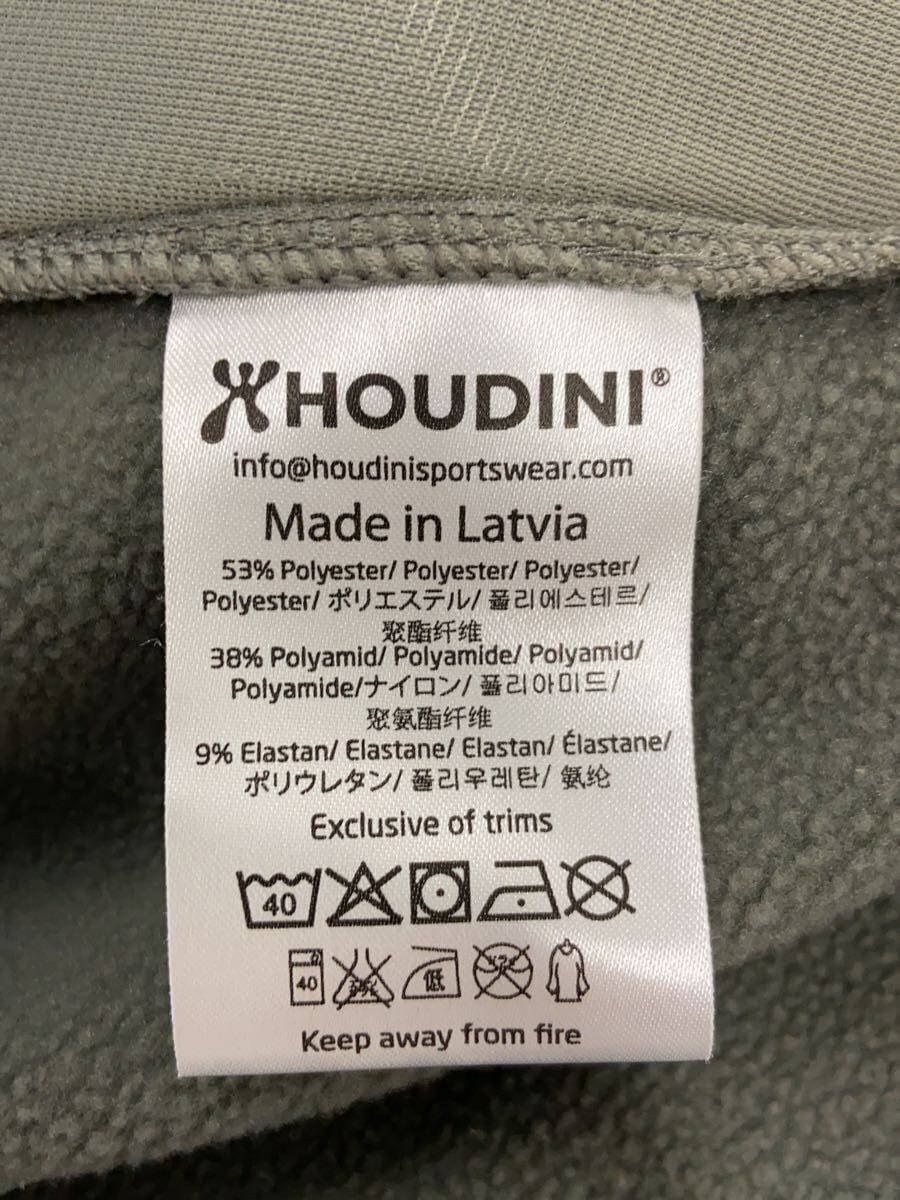 HOUDINI®
info@houdinisportswear.com
Made in Latvia
53% Polyester/ Polyester/ Polyester/
Polyester/ ポリエステル/ 폴리에스테르/
聚酯纤维
38% Polyamid/ Polyamide/ Polyamid/
Polyamide/ナイロン/ 폴리아미드/
聚氨酯纤维
9% Elastan/ Elastane/ Elastan/ Élastane/
ポリウレタン/ 폴리우레탄/ 氨纶
Exclusive of trims
40
40 低
Keep away from fire